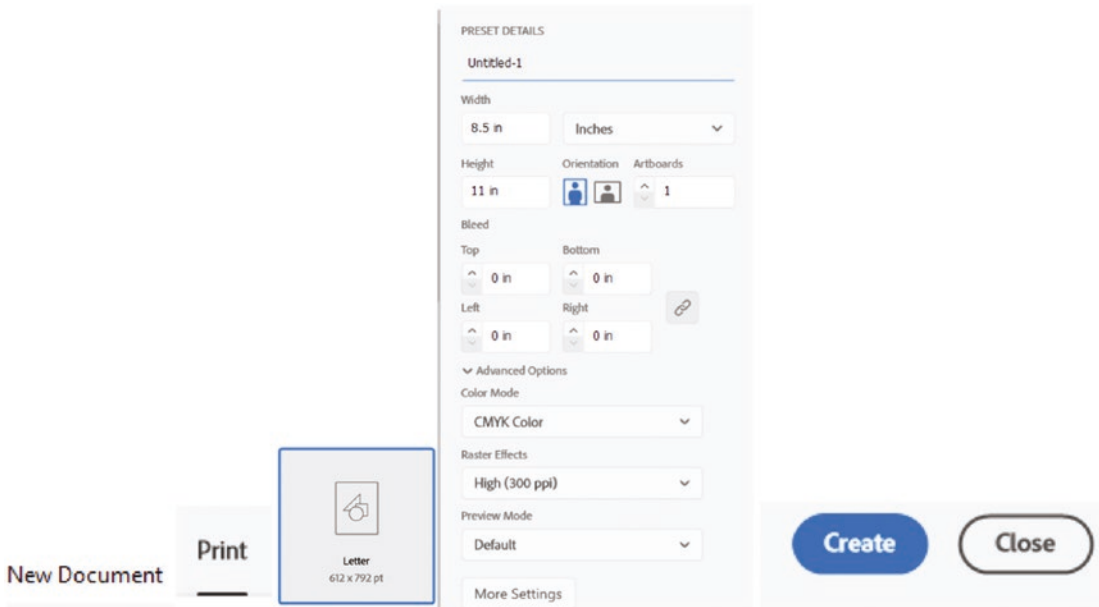 PRESET DETAILS
Untitled-1
Width
8.5 in Inches
Height Orientation Artboards
11 in 1
Bleed
Top Bottom
0 in 0 in
Left Right
0 in 0 in
Advanced Options
Color Mode
CMYK Color
Raster Effects
High (300 ppi)
Preview Mode
Default
More Settings
New Document
Print
Letter
612 x 792 pt
Create Close